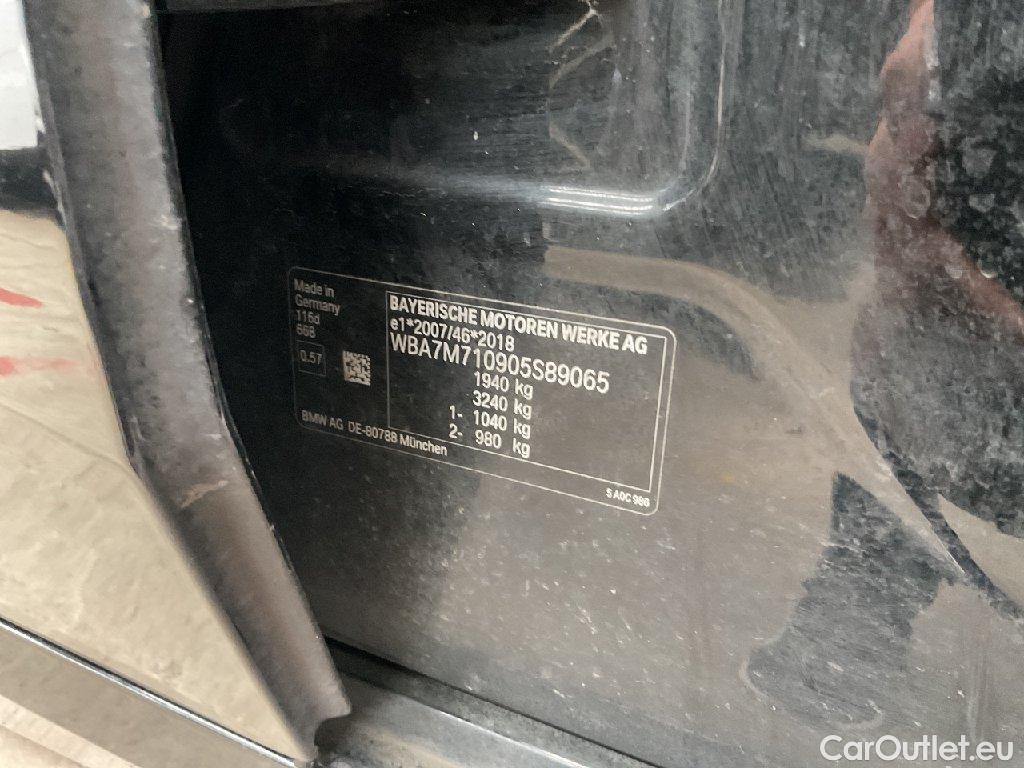 Made in
Germany
116d
668
0.57
BAYERISCHE MOTOREN WERKE AG
e1*2007/46*2018
WBA7M710905S89065
1940 kg
3240 kg
1- 1040 kg
2- 980 kg
BMW AG DE-80788 München
S A0C 986
CarOutlet.eu